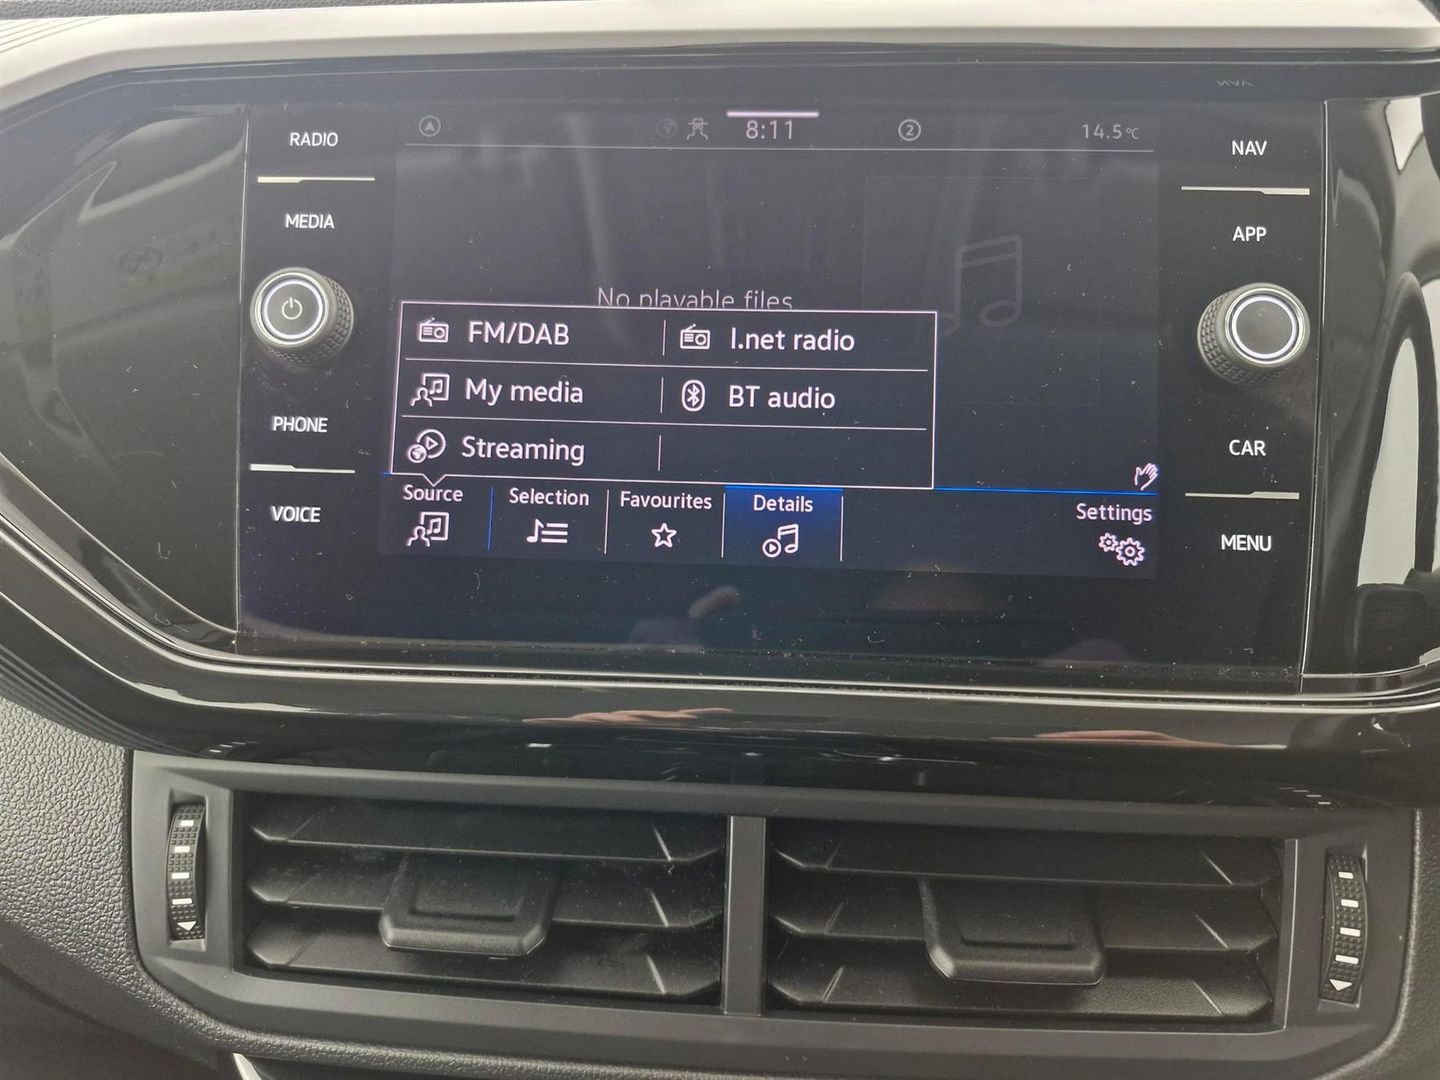 RADIO
MEDIA
PHONE
VOICE
8:11
2
14.5°C
No playable files
FM/DAB
I.net radio
My media
BT audio
Streaming
Source
Selection
Favourites
Details
Settings
NAV
APP
CAR
MENU